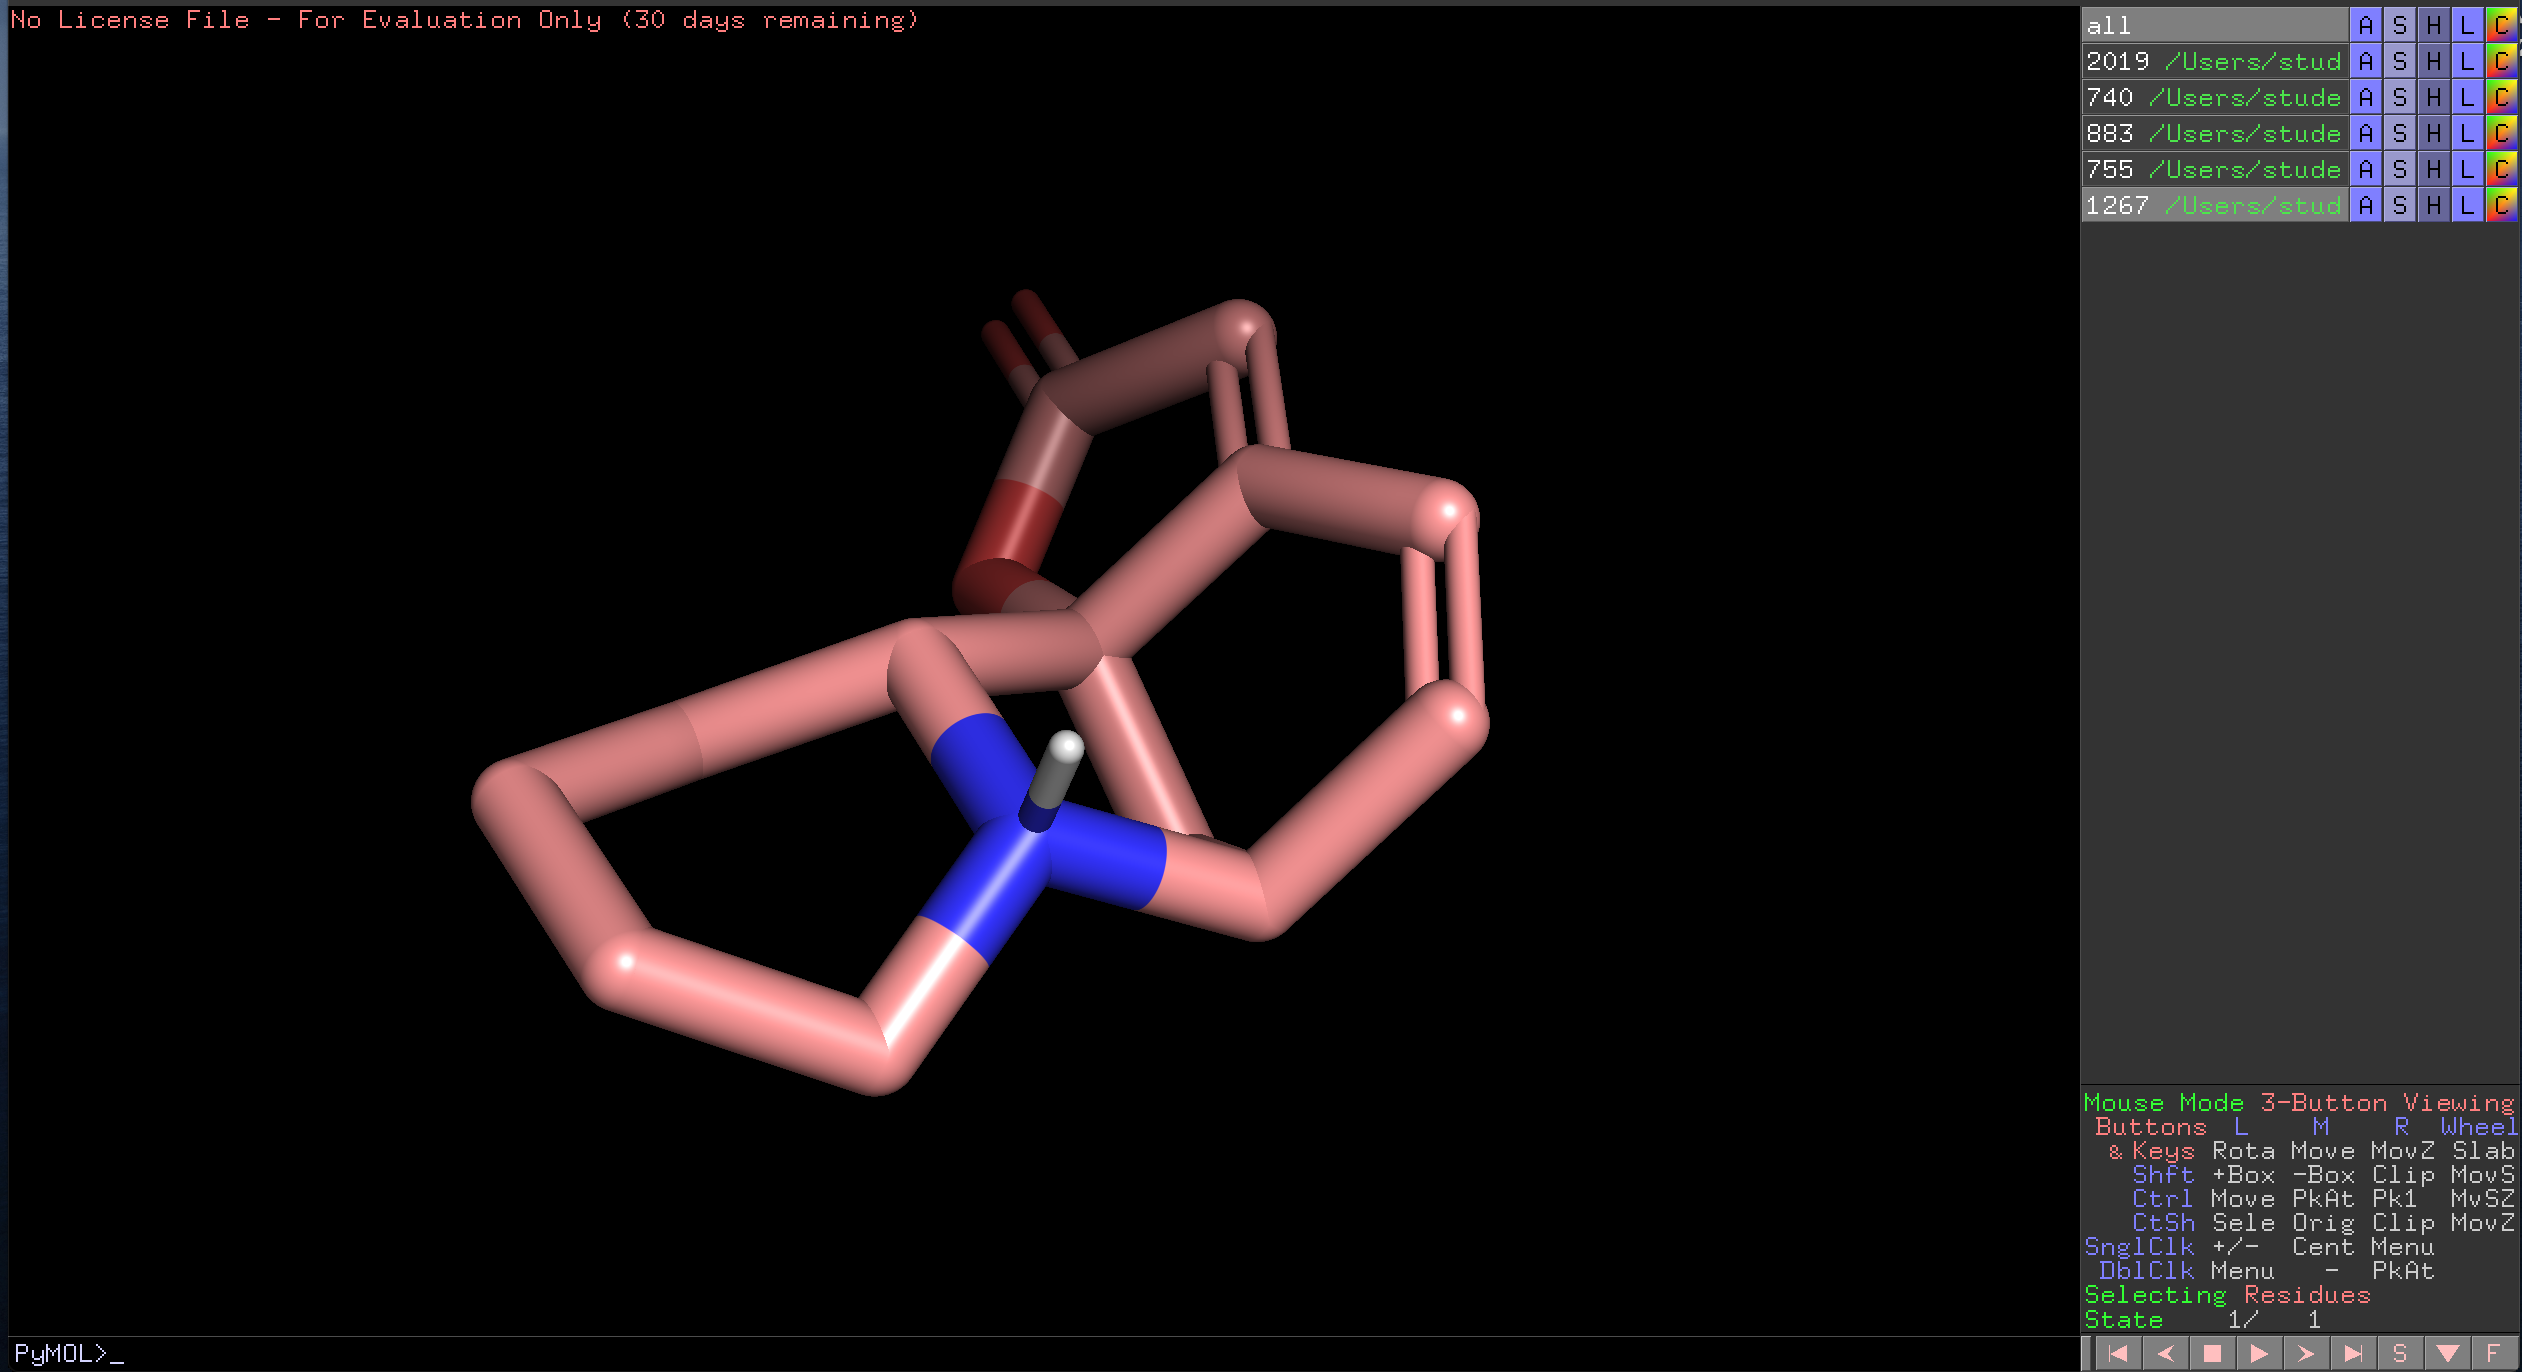 No License File - For Evaluation Only (30 days remaining)
all A S H L C
2019 /Users/stud A S H L C
740 /Users/stude A S H L C
883 /Users/stude A S H L C
755 /Users/stude A S H L C
1267 /Users/stud A S H L C
Mouse Mode 3-Button Viewing
Buttons L M R Wheel
& Keys Rota Move MovZ Slab
Shft +Box -Box Clip MovS
Ctrl Move PkAt Pk1 MvSZ
CtSh Sele Orig Clip MovZ
SnglClk +/- Cent Menu
DblClk Menu - PkAt
Selecting Residues
State 1/ 1
PyMOL>_
S F